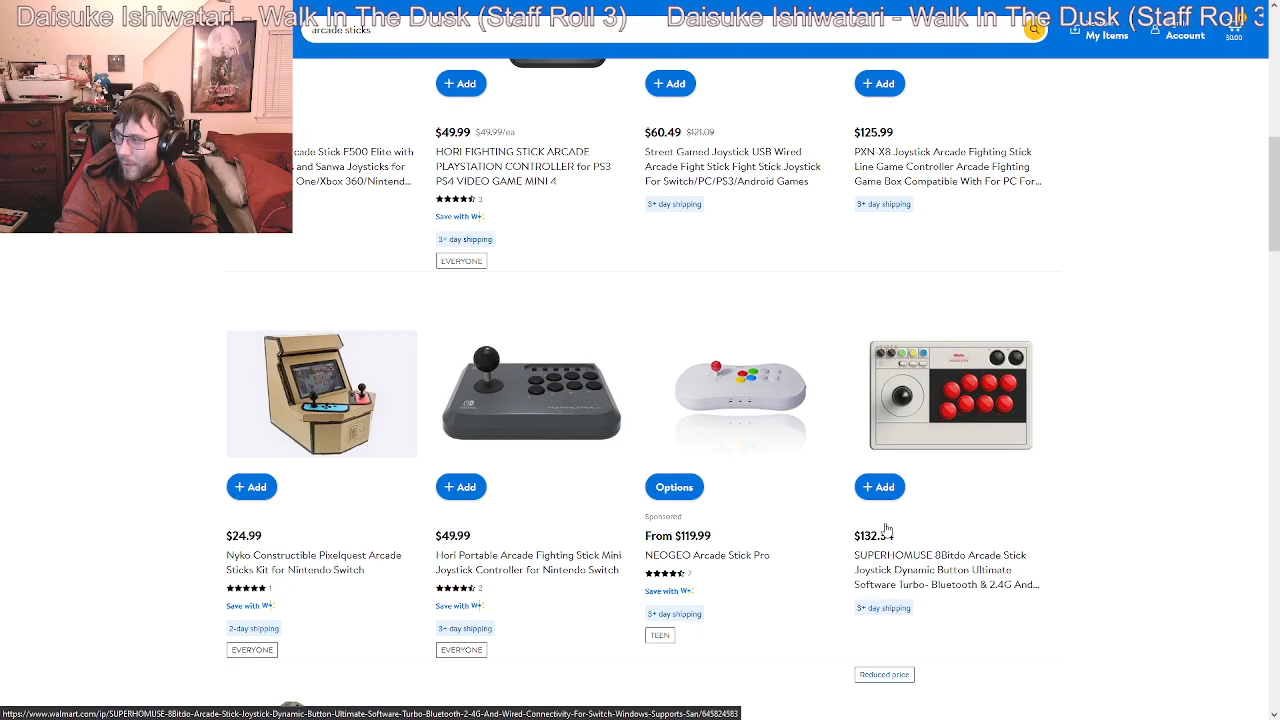 Daisuke Ishiwatari - Walk In The Dusk (Staff Roll 3) Daisuke Ishiwatari - Walk In The Dusk (Staff Roll 3
arcade sticks
My Items
Account
$0.00
+ Add
+ Add
+ Add
$49.99 $49.99/ea
$60.49 $121.09
$125.99
cade Stick F500 Elite with
and Sanwa Joysticks for
One/Xbox 360/Nintend...
HORI FIGHTING STICK ARCADE
PLAYSTATION CONTROLLER for PS3
PS4 VIDEO GAME MINI 4
Street Gamed Joystick USB Wired
Arcade Fight Stick Fight Stick Joystick
For Switch/PC/PS3/Android Games
PXN-X8 Joystick Arcade Fighting Stick
Line Game Controller Arcade Fighting
Game Box Compatible With For PC For...
3
Save with W+
3+ day shipping
EVERYONE
3+ day shipping
3+ day shipping
+ Add
+ Add
Options
+ Add
$24.99
Nyko Constructible Pixelquest Arcade
Sticks Kit for Nintendo Switch
1
Save with W+
2-day shipping
EVERYONE
$49.99
Hori Portable Arcade Fighting Stick Mini
Joystick Controller for Nintendo Switch
2
Save with W+
3+ day shipping
EVERYONE
Sponsored
From $119.99
NEOGEO Arcade Stick Pro
7
Save with W+
3+ day shipping
TEEN
SUPERHOMUSE 8Bitdo Arcade Stick
Joystick Dynamic Button Ultimate
Software Turbo- Bluetooth & 2.4G And...
3+ day shipping
Reduced price
https://www.walmart.com/ip/SUPERHOMUSE-8Bitdo-Arcade-Stick-Joystick-Dynamic-Button-Ultimate-Software-Turbo-Bluetooth-2-4G-And-Wired-Connectivity-For-Switch-Windows-Supports-San/645824583